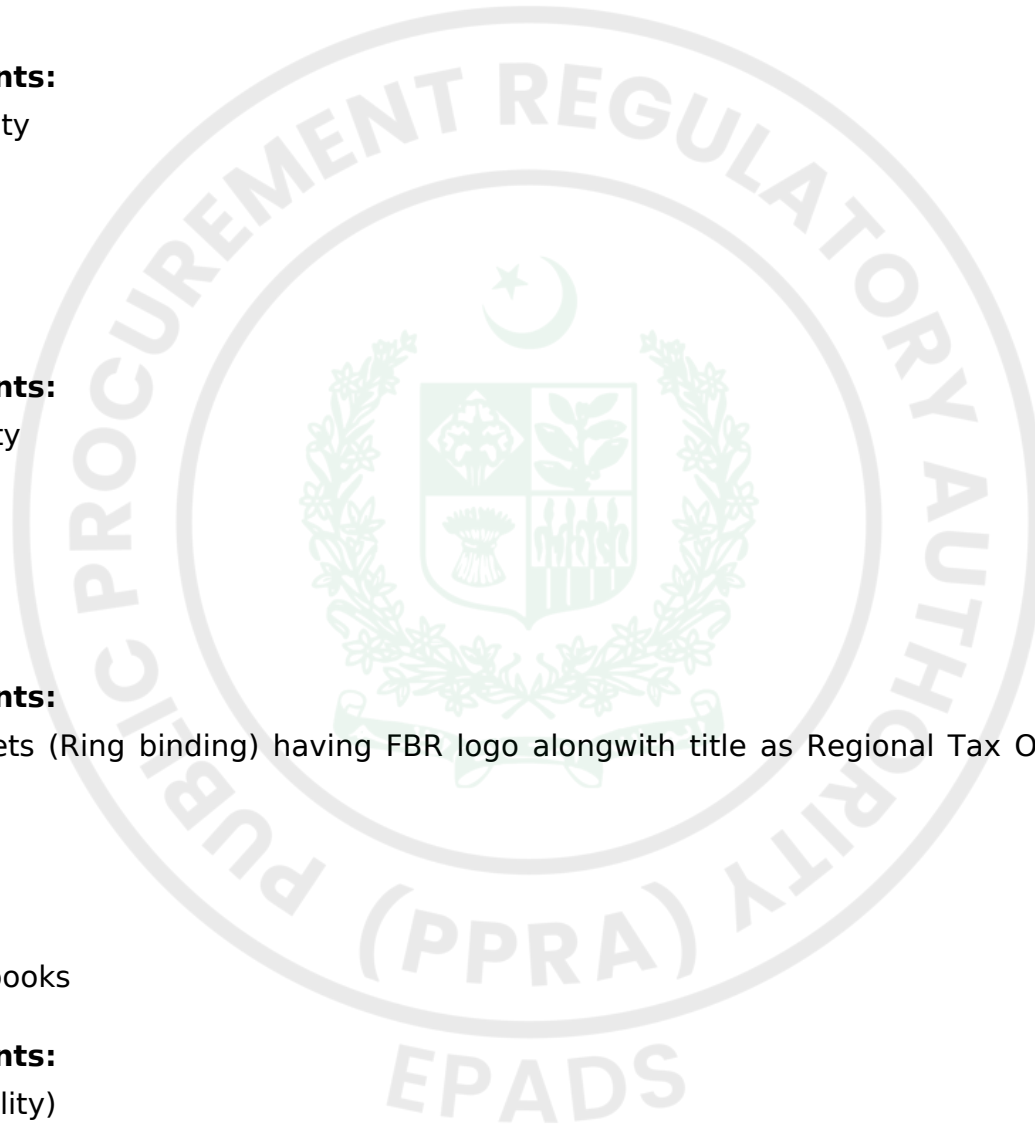 nts:
ty
nts:
ty
nts:
ets (Ring binding) having FBR logo alongwith title as Regional Tax O
ooks
nts:
lity)
PUBLIC PROCUREMENT REGULATORY AUTHORITY
(PPRA)
EPADS